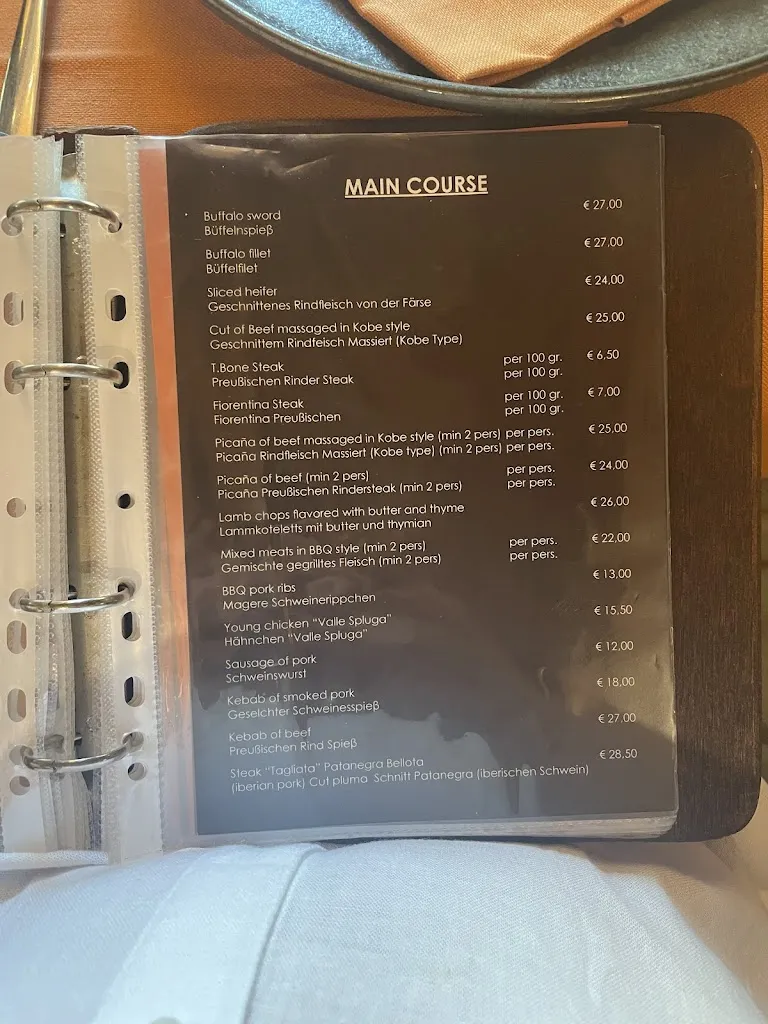 MAIN COURSE
Buffalo sword € 27,00
Büffelnspieß
Buffalo fillet € 27,00
Büffelfilet
Sliced heifer € 24,00
Geschnittenes Rindfleisch von der Färse
Cut of Beef massaged in Kobe style € 25,00
Geschnittern Rindfeisch Massiert (Kobe Type)
T.Bone Steak per 100 gr. € 6,50
Preußischen Rinder Steak per 100 gr.
Fiorentina Steak per 100 gr. € 7,00
Fiorentina Preußischen per 100 gr.
Picaña of beef massaged in Kobe style (min 2 pers) per pers. € 25,00
Picaña Rindfleisch Massiert (Kobe type) (min 2 pers) per pers.
Picaña of beef (min 2 pers) per pers. € 24,00
Picaña Preußischen Rindersteak (min 2 pers) per pers.
Lamb chops flavored with butter and thyme € 26,00
Lammkoteletts mit butter und thymian
Mixed meats in BBQ style (min 2 pers) per pers. € 22,00
Gemischte gegrilltes Fleisch (min 2 pers) per pers.
BBQ pork ribs € 13,00
Magere Schweinerippchen
Young chicken "Valle Spluga" € 15,50
Hähnchen "Valle Spluga"
Sausage of pork € 12,00
Schweinswurst
Kebab of smoked pork € 18,00
Geselchter Schweinesspieß
Kebab of beef € 27,00
Preußischen Rind Spieß
Steak "Tagliata" Patanegra Bellota € 28,50
(iberian pork) Cut pluma Schnitt Patanegra (iberischen Schwein)